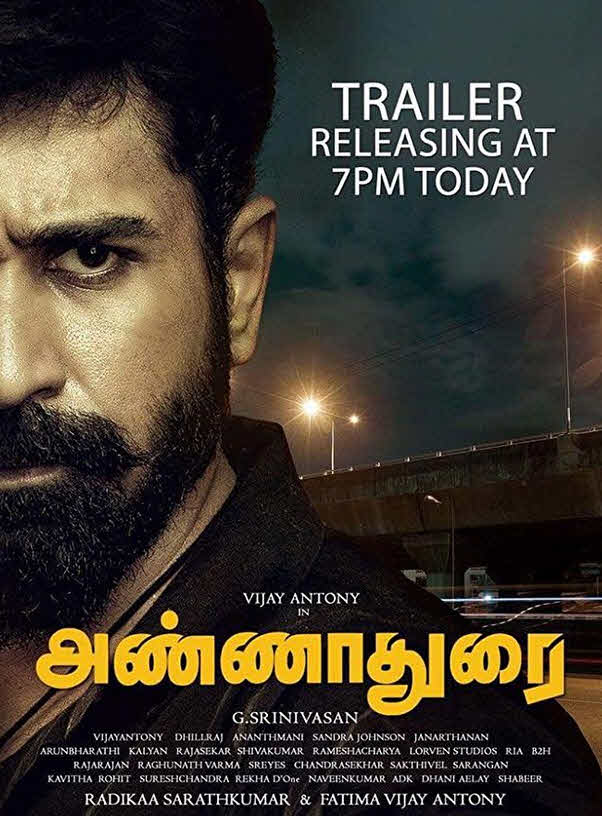 TRAILER
RELEASING AT
7PM TODAY
VIJAY ANTONY
IN
அண்ணாதுரை
G.SRINIVASAN
VIJAYANTONY DHILLRAJ ANANTHMANI SANDRA JOHNSON JANARTHANAN
ARUNBHARATHI KALYAN RAJASEKAR SHIVAKUMAR RAMESHACHARYA LORVEN STUDIOS RIA B2H
RAJARAJAN RAGHUNATH VARMA SREYES CHANDRASEKHAR SAKTHIVEL SARANGAN
KAVITHA ROHIT SURESHCHANDRA REKHA D'One NAVEENKUMAR ADK DHANI AELAY SHABEER
RADIKAA SARATHKUMAR & FATIMA VIJAY ANTONY